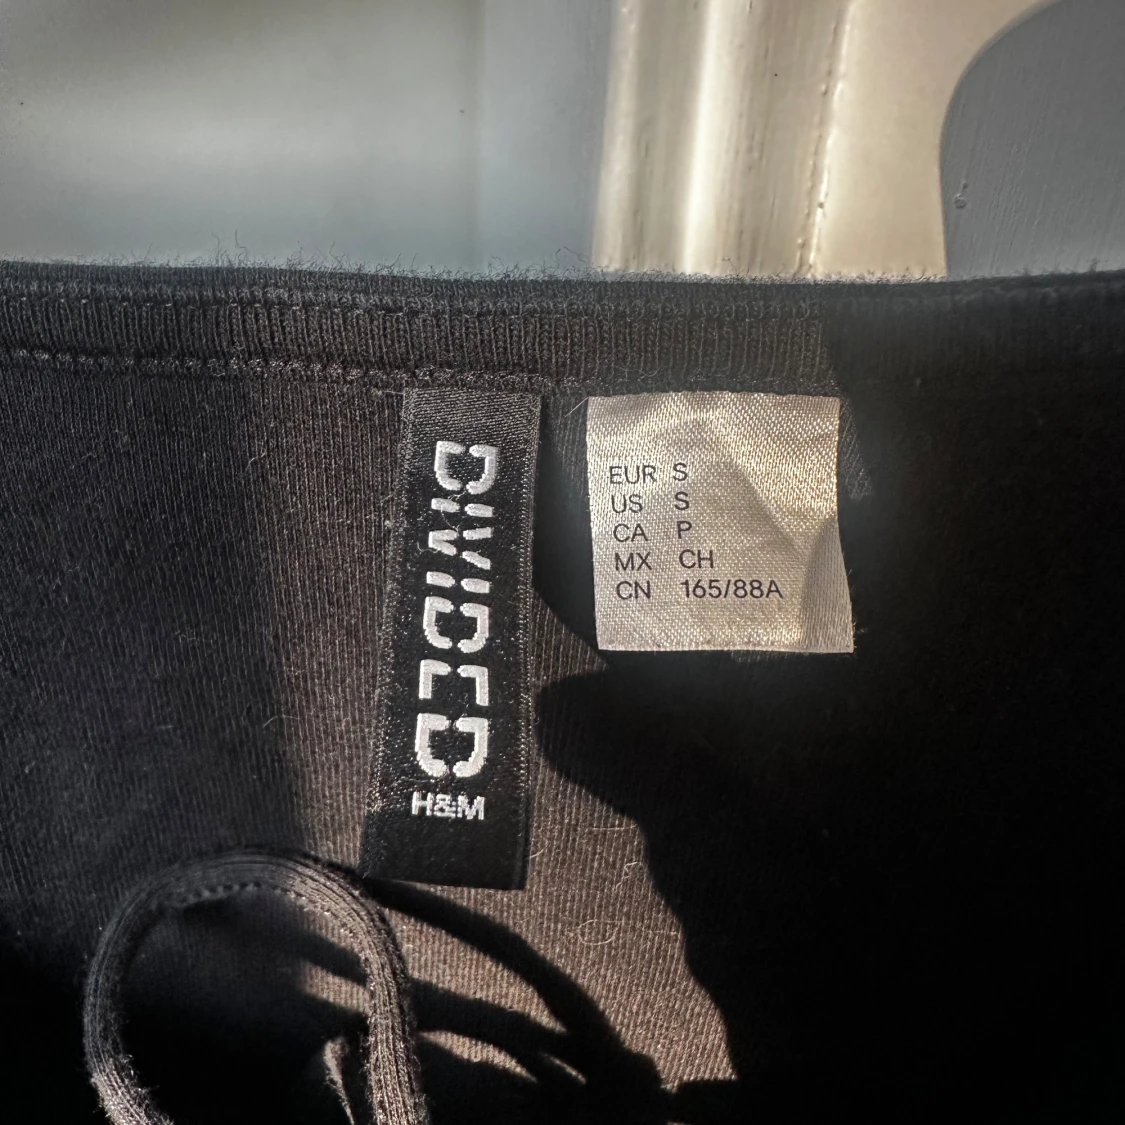 DIVIDED
H&M
EUR S
US S
CA P
MX CH
CN 165/88A